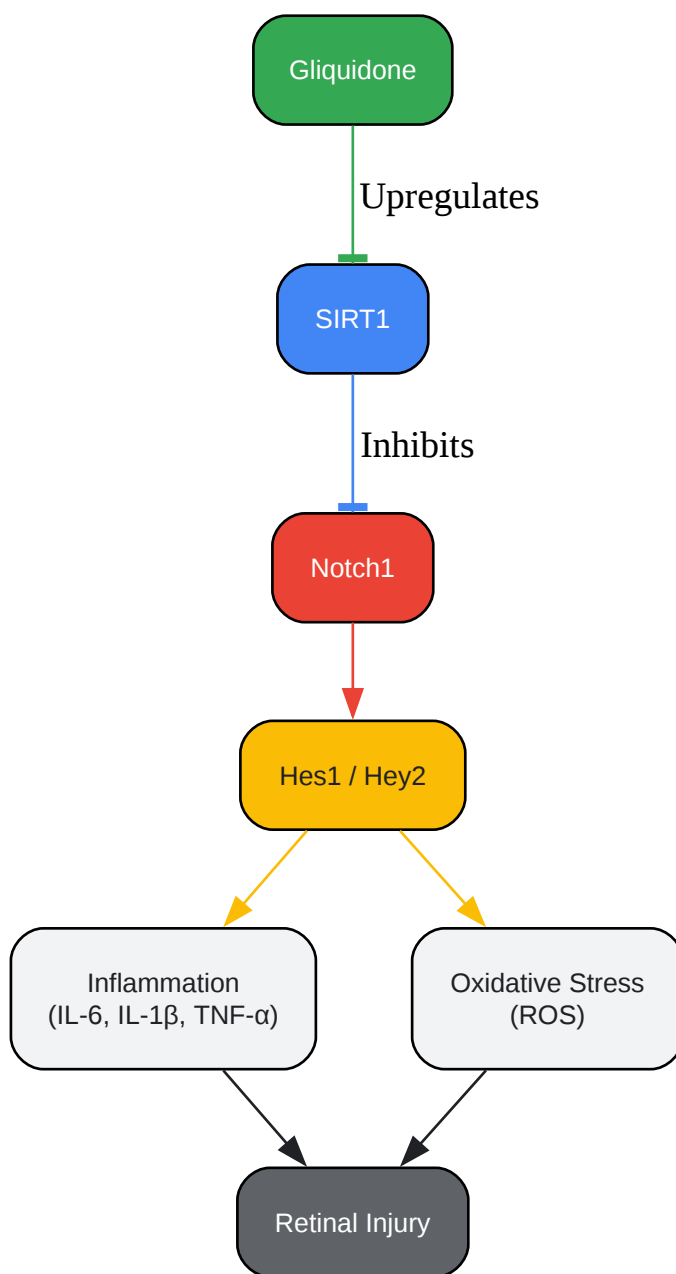 Gliquidone
Upregulates
SIRT1
Inhibits
Notch1
Hes1 / Hey2
Inflammation
(IL-6, IL-1β, TNF-α)
Oxidative Stress
(ROS)
Retinal Injury